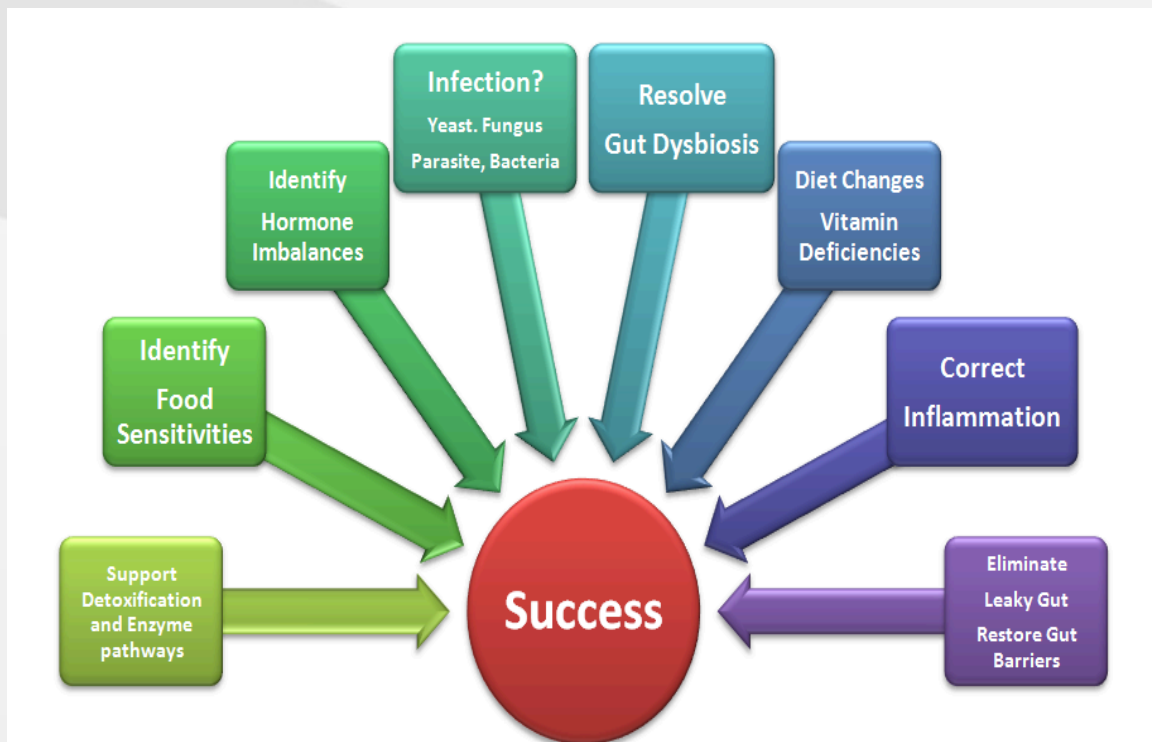 Support
Detoxification
and Enzyme
pathways
Identify
Food
Sensitivities
Identify
Hormone
Imbalances
Infection?
Yeast. Fungus
Parasite, Bacteria
Resolve
Gut Dysbiosis
Diet Changes
Vitamin
Deficiencies
Correct
Inflammation
Eliminate
Leaky Gut
Restore Gut
Barriers
Success